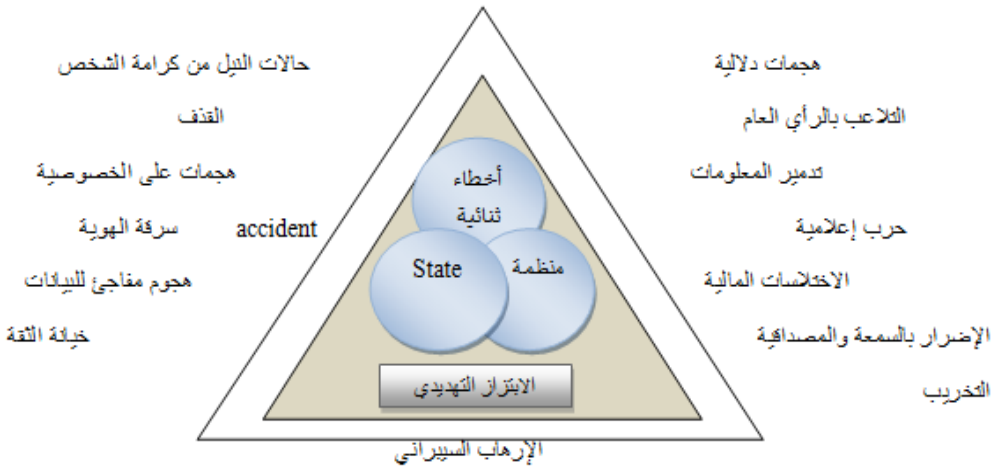 هجمات دلالية
التلاعب بالرأي العام
تدمير المعلومات
حرب إعلامية
الاختلاسات المالية
الإضرار بالسمعة والمصداقية
التخريب
أخطاء
ثنائية
منظمة
State
الابتزاز التهديدي
الإرهاب السيبراني
حالات النيل من كرامة الشخص
القذف
هجمات على الخصوصية
accident
سرقة الهوية
هجوم مفاجئ للبيانات
خيانة الثقة